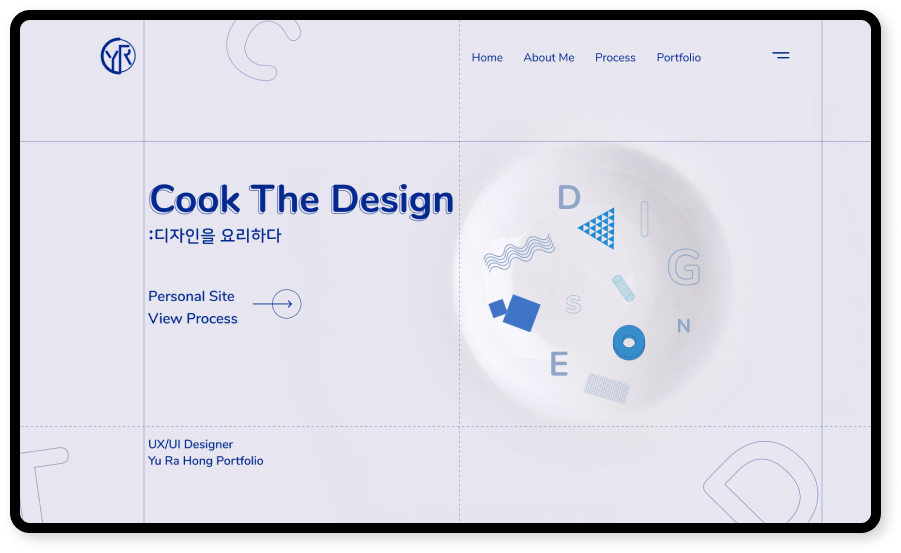 C
YR
Home About Me Process Portfolio
Cook The Design
:디자인을 요리하다
Personal Site
View Process
D
I
G
S
N
E
UX/UI Designer
Yu Ra Hong Portfolio
T
D